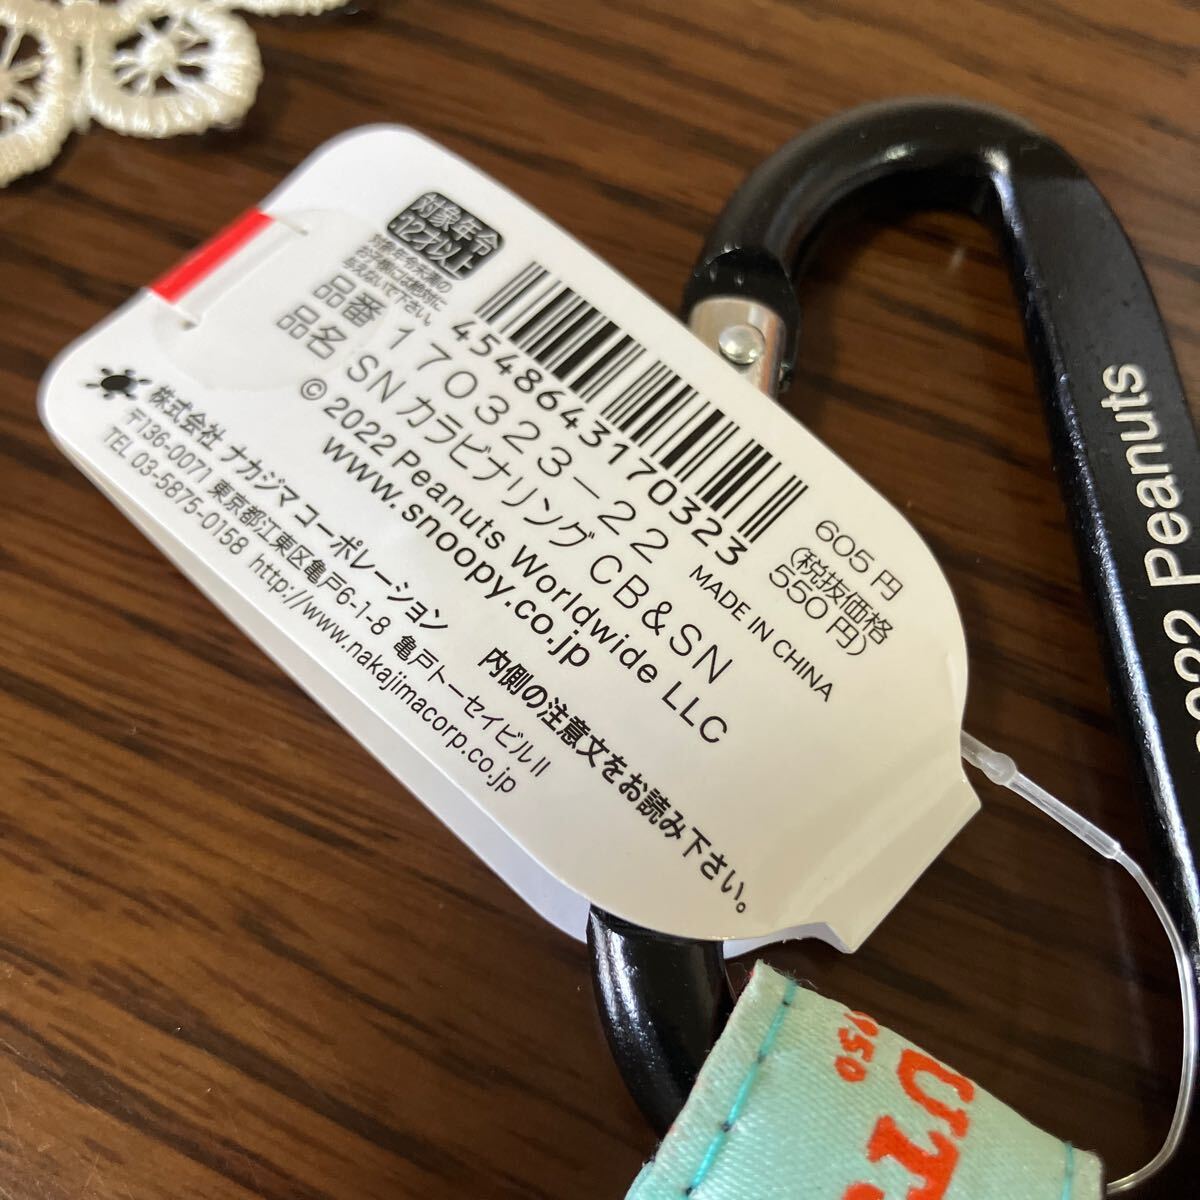 対象年令
12才以上
対象年令未満の
お子様には絶対に
与えないで下さい。
4548643170323
605円
(税抜価格
550円)
品番 170323-22
MADE IN CHINA
品名 SN カラビナリング CB&SN
© 2022 Peanuts Worldwide LLC
www.snoopy.co.jp
内側の注意文をお読み下さい。
株式会社 ナカジマコーポレーション
〒136-0071 東京都江東区亀戸6-1-8 亀戸トーセイビルII
TEL 03-5875-0158 http://www.nakajimacorp.co.jp
2022 Peanuts
UTS
1950